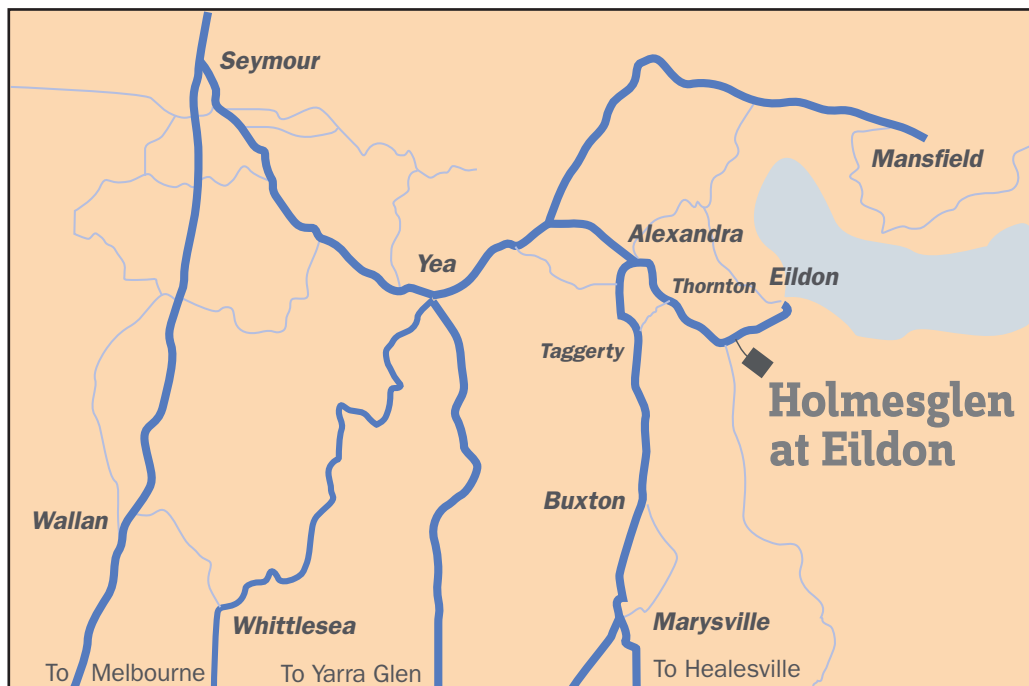 Seymour
Mansfield
Alexandra
Yea
Thornton
Eildon
Taggerty
Holmesglen
at Eildon
Buxton
Wallan
Whittlesea
Marysville
To Melbourne
To Yarra Glen
To Healesville